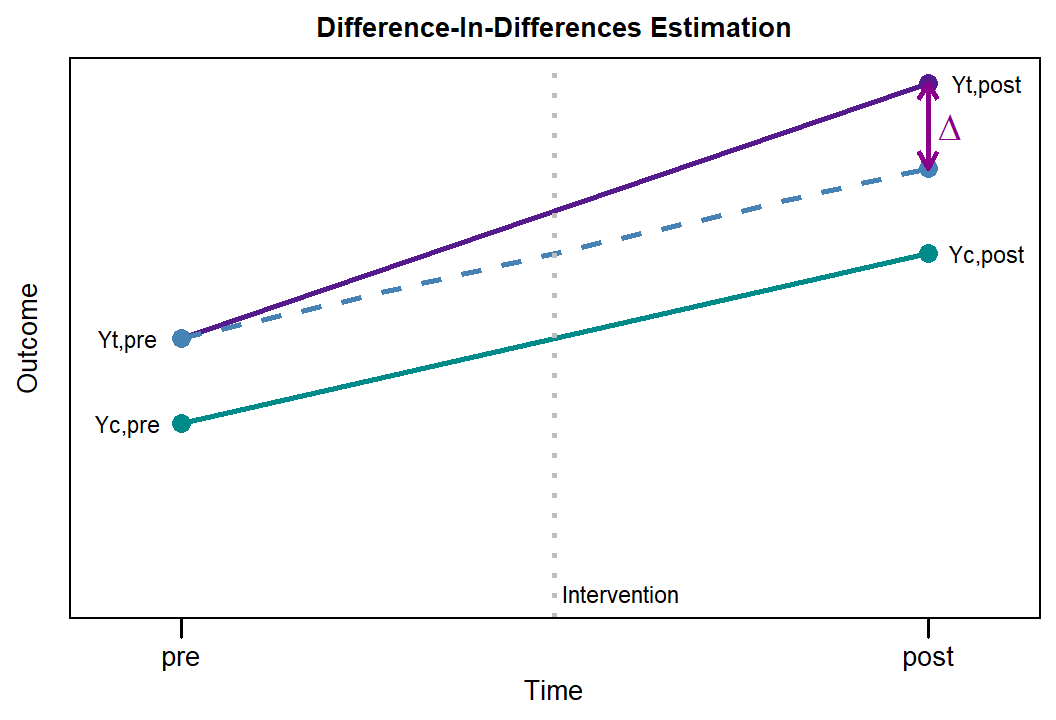 Difference-In-Differences Estimation
Yt,post
Δ
Yc,post
Yt,pre
Yc,pre
Outcome
Intervention
pre
post
Time